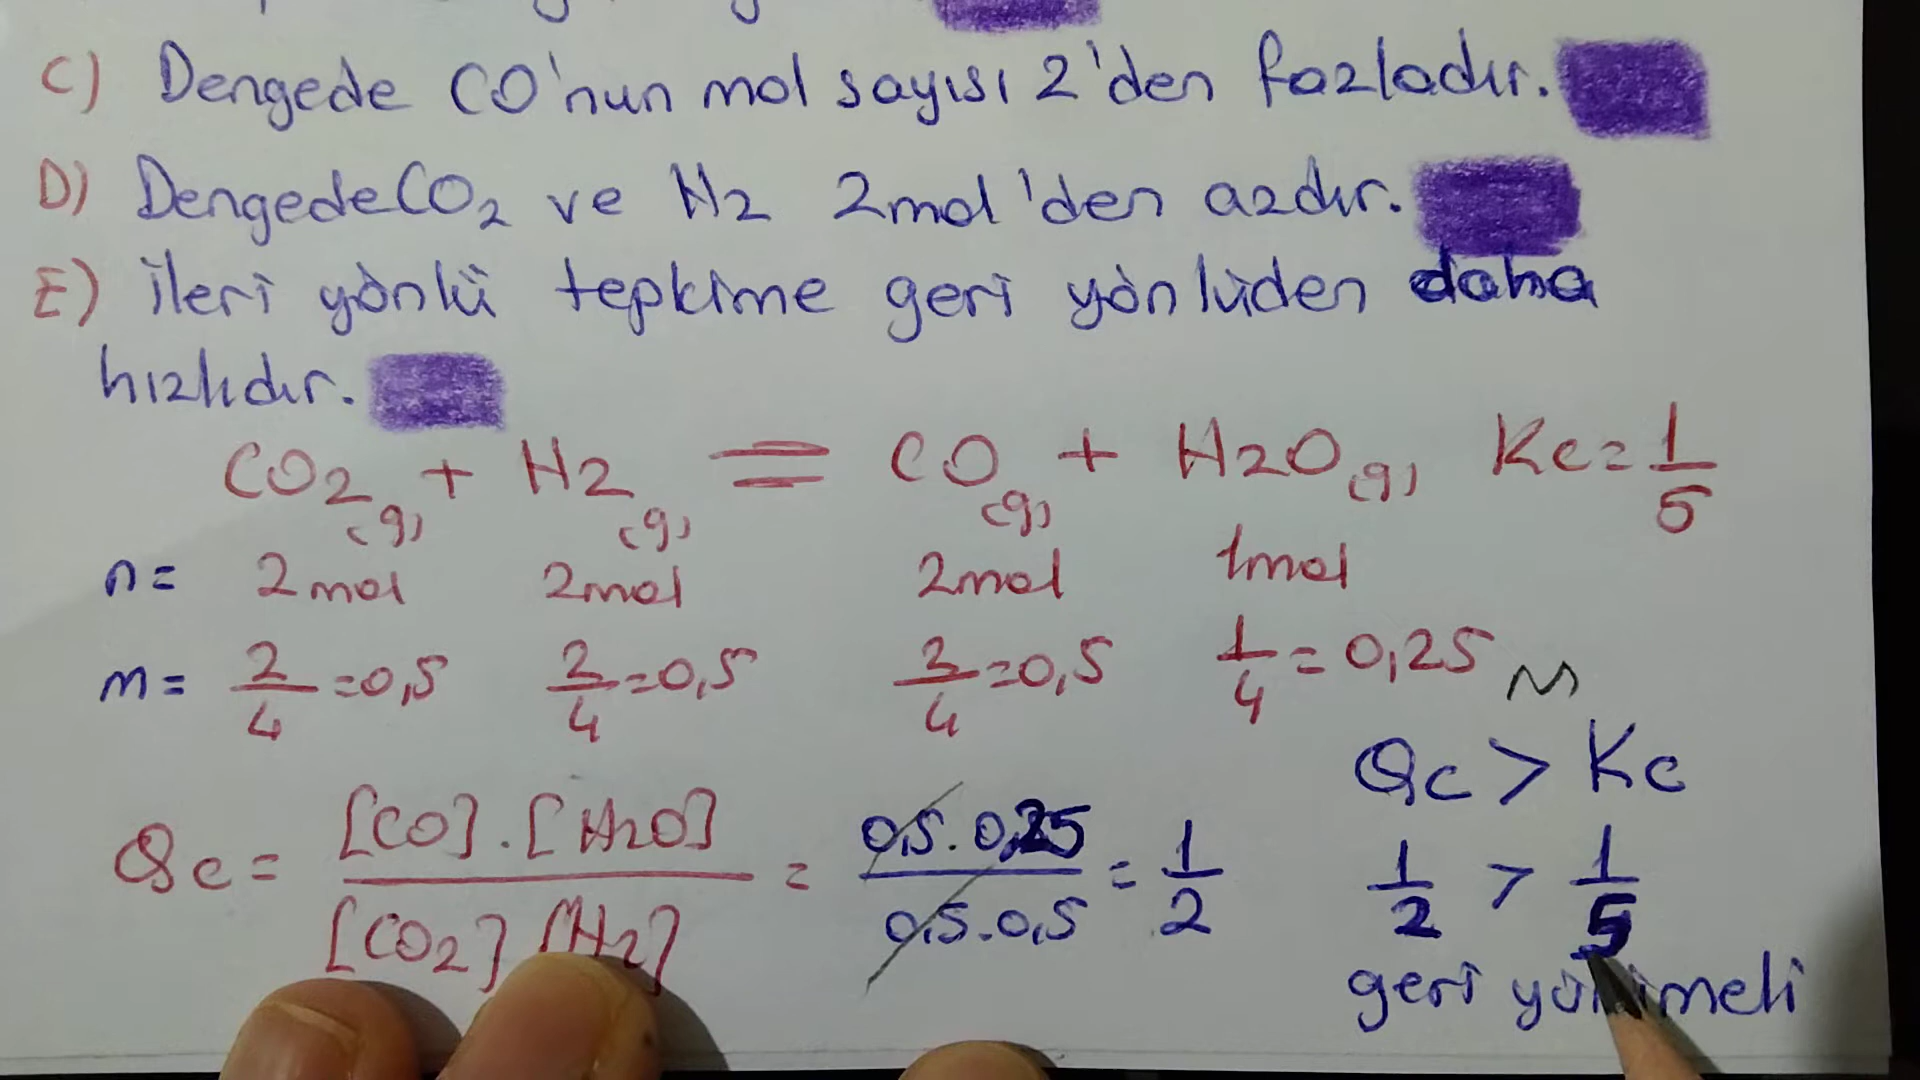 C) Dengede CO'nun mol sayısı 2'den fazladır.
D) Dengede CO2 ve H2 2mol'den azdır.
E) ileri yönlü tepkime geri yönlüden daha
hızlıdır.
CO2(g) + H2(g) = CO(g) + H2O(g) Kc = 1/5
n = 2mol 2mol 2mol 1mol
m = 2/4 = 0,5 2/4 = 0,5 2/4 = 0,5 1/4 = 0,25 M
Qc > Kc
Qc = [CO].[H2O] / [CO2].[H2] = 0,5.0,25 / 0,5.0,5 = 1/2
1/2 > 1/5
geri